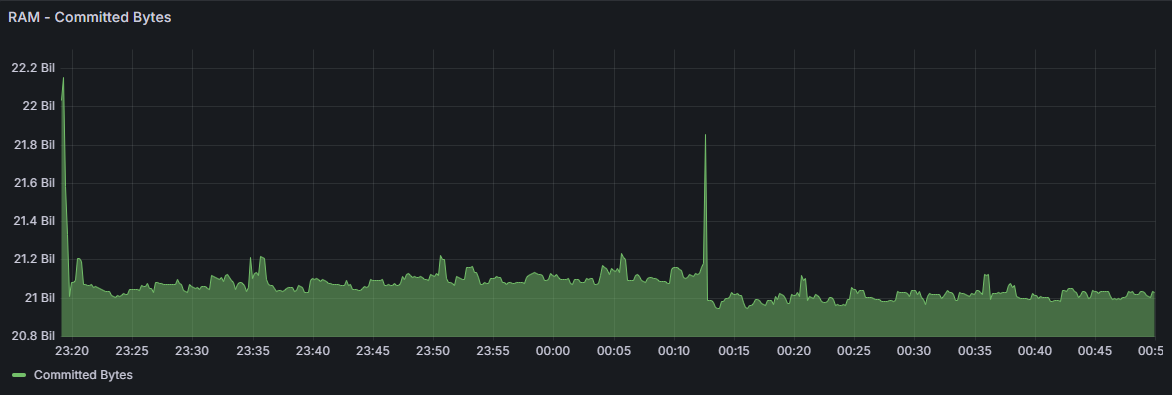 RAM - Committed Bytes
22.2 Bil
22 Bil
21.8 Bil
21.6 Bil
21.4 Bil
21.2 Bil
21 Bil
20.8 Bil
23:20 23:25 23:30 23:35 23:40 23:45 23:50 23:55 00:00 00:05 00:10 00:15 00:20 00:25 00:30 00:35 00:40 00:45 00:5
Committed Bytes